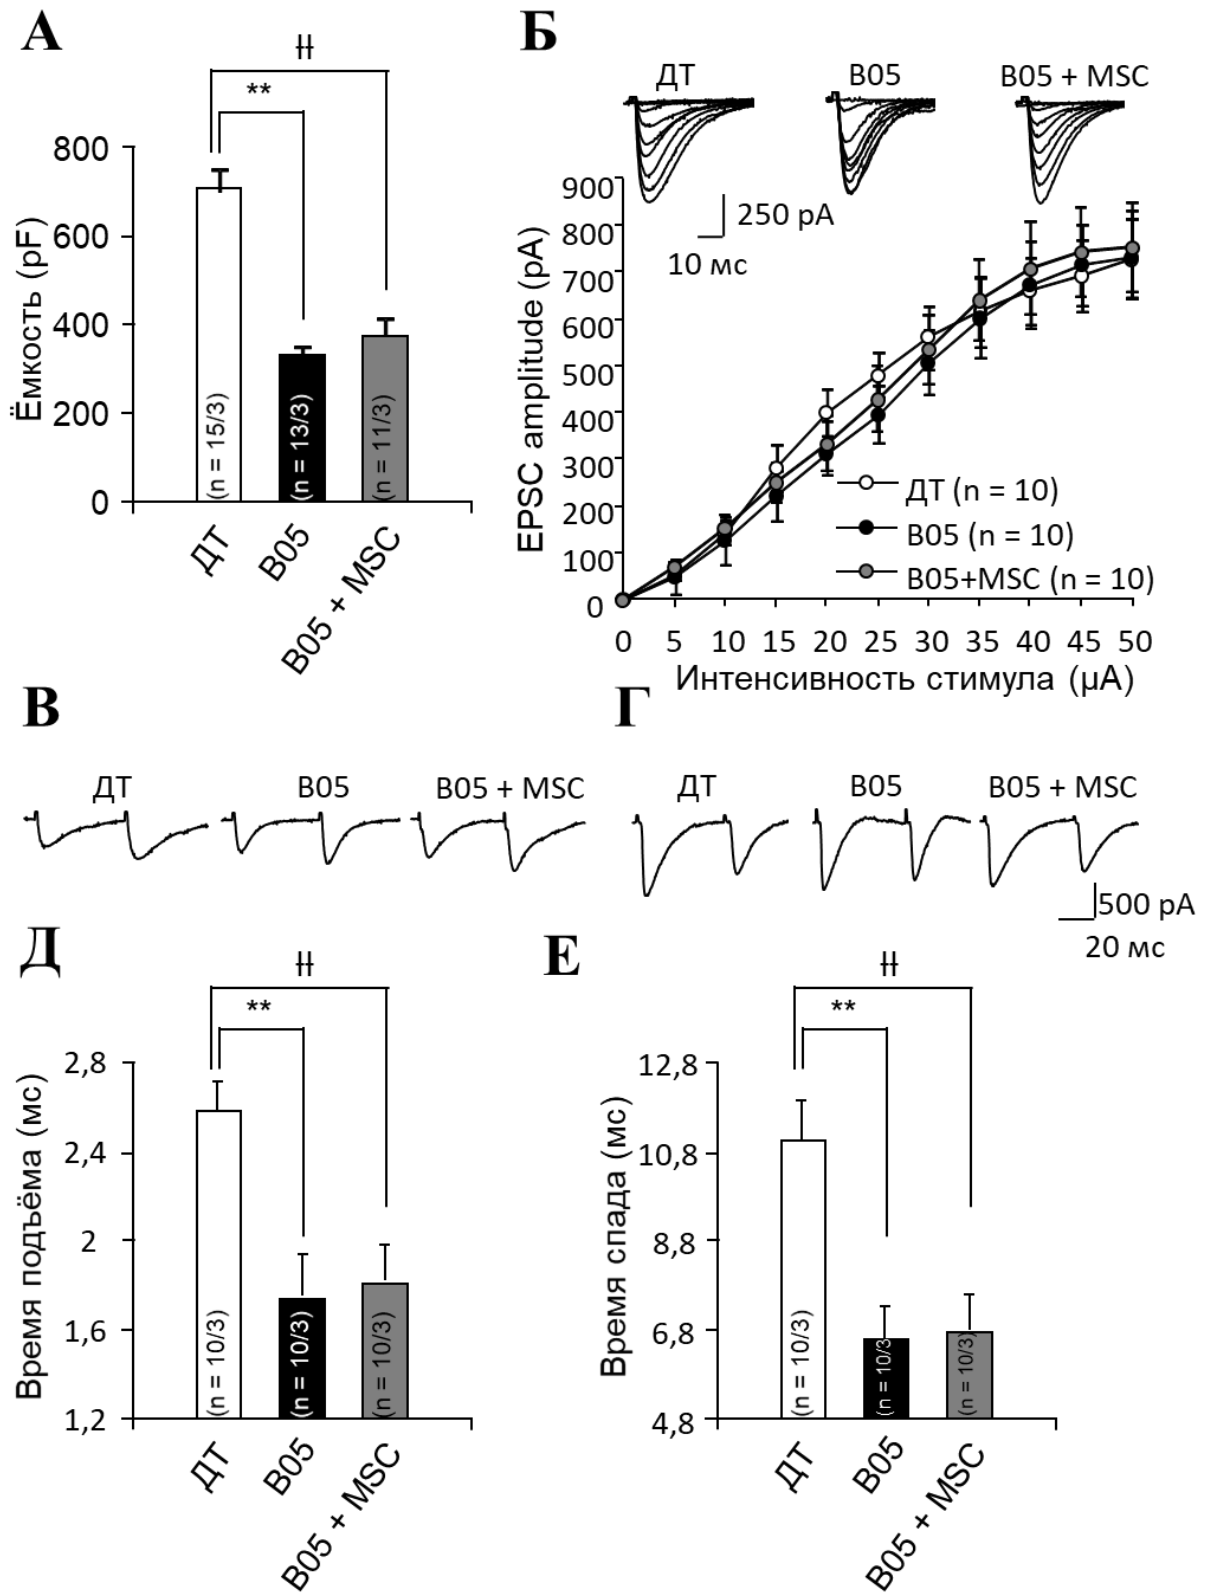 А
ǂǂ
**
800
600
400
200
0
Ёмкость (pF)
(n = 15/3)
(n = 13/3)
(n = 11/3)
ДТ
B05
B05 + MSC
Б
ДТ
B05
B05 + MSC
250 pA
10 мс
900
800
700
600
500
400
300
200
100
0
EPSC amplitude (pA)
ДТ (n = 10)
B05 (n = 10)
B05+MSC (n = 10)
0 5 10 15 20 25 30 35 40 45 50
Интенсивность стимула (µA)
В
ДТ
B05
B05 + MSC
Г
ДТ
B05
B05 + MSC
500 pA
20 мс
Д
ǂǂ
**
2,8
2,4
2
1,6
1,2
Время подъёма (мс)
(n = 10/3)
(n = 10/3)
(n = 10/3)
ДТ
B05
B05 + MSC
Е
ǂǂ
**
12,8
10,8
8,8
6,8
4,8
Время спада (мс)
(n = 10/3)
(n = 10/3
(n = 10/3)
ДТ
B05
B05 + MSC